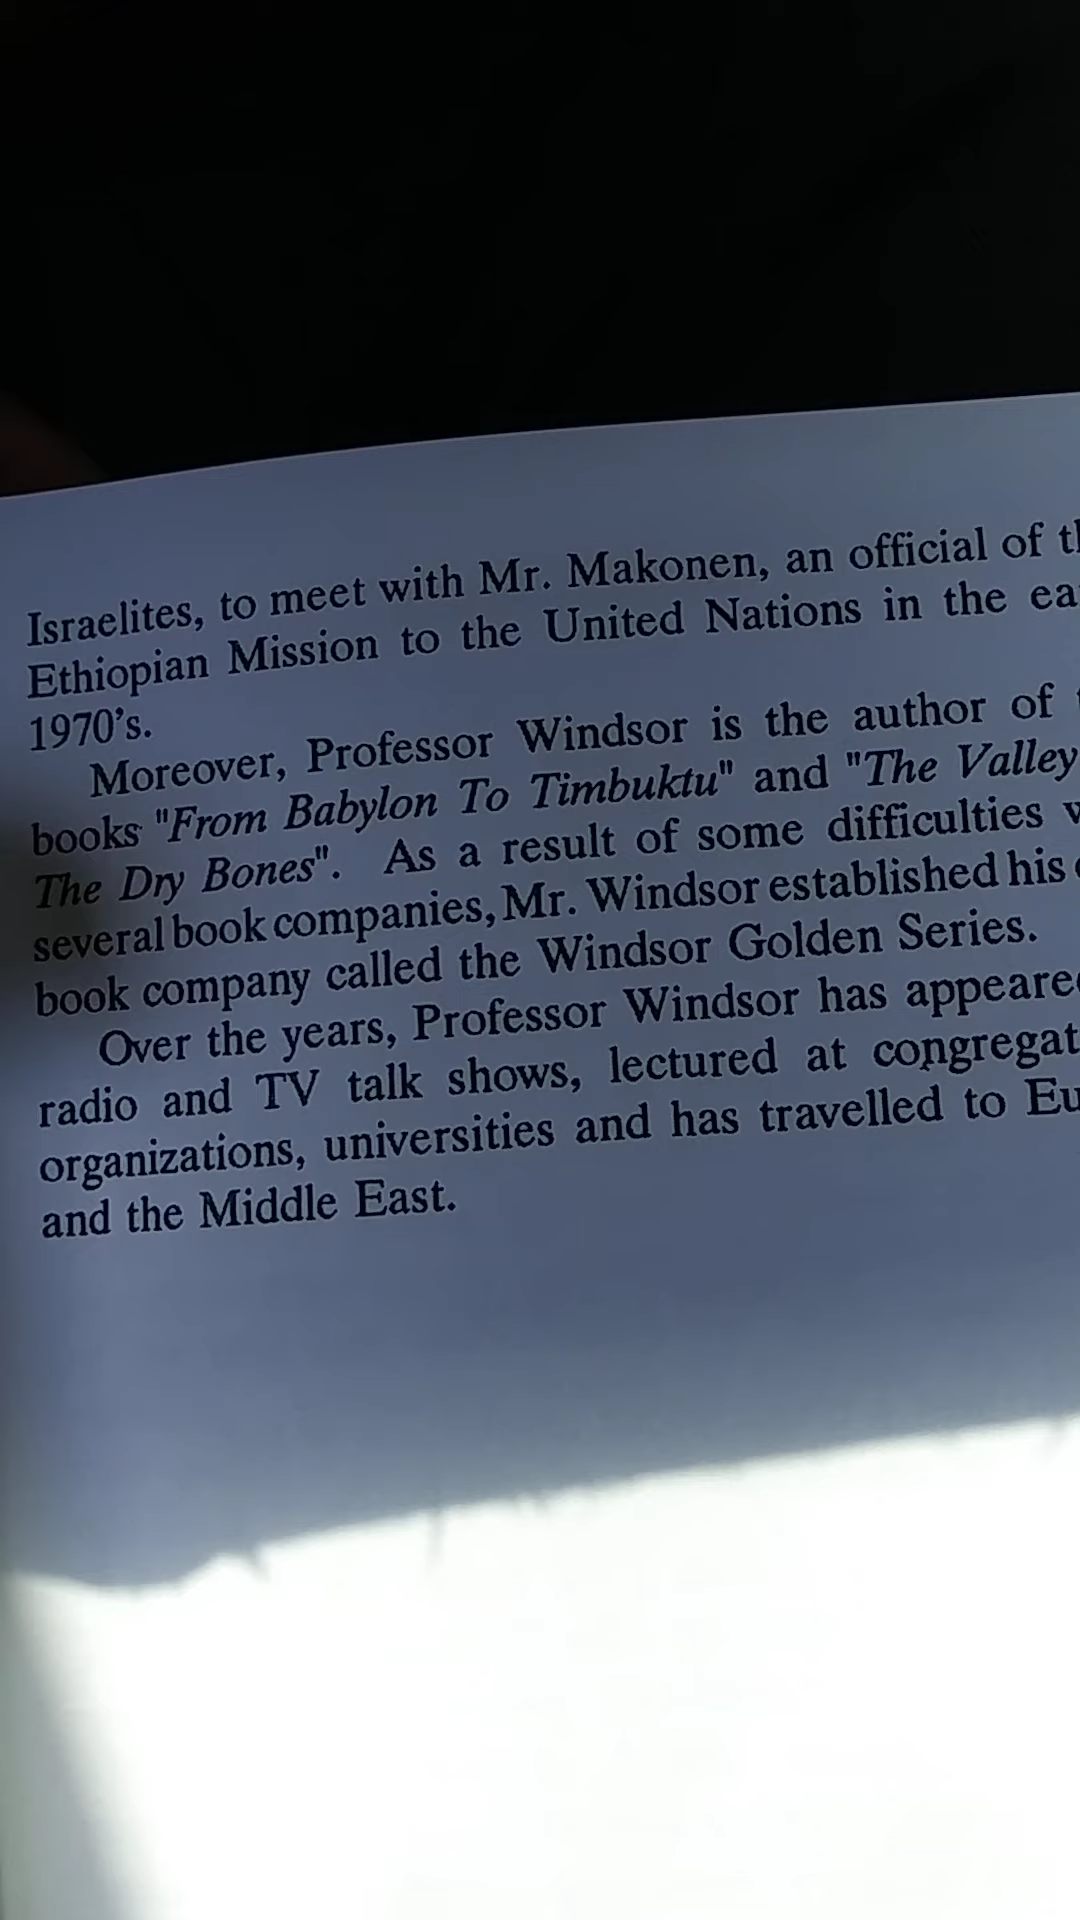 Israelites, to meet with Mr. Makonen, an official of
Ethiopian Mission to the United Nations in the
1970's.
Moreover, Professor Windsor is the author of
books "From Babylon To Timbuktu" and "The Valley
The Dry Bones". As a result of some difficulties
several book companies, Mr. Windsor established his
book company called the Windsor Golden Series.
Over the years, Professor Windsor has appeared
radio and TV talk shows, lectured at
organizations, universities and has travelled to
and the Middle East.